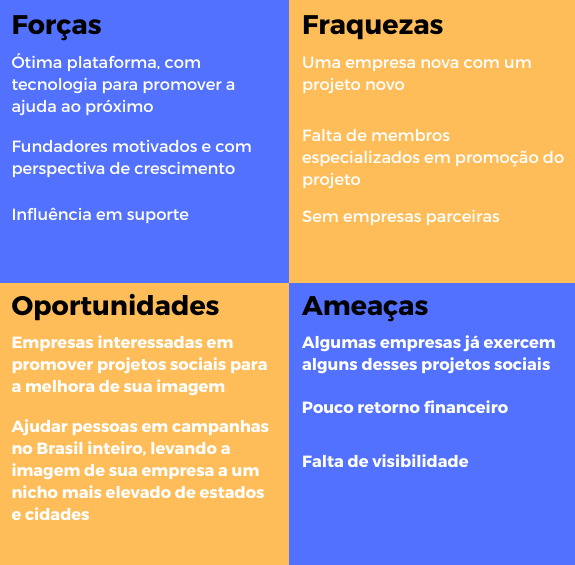 Forças
Ótima plataforma, com
tecnologia para promover a
ajuda ao próximo
Fundadores motivados e com
perspectiva de crescimento
Influência em suporte
Fraquezas
Uma empresa nova com um
projeto novo
Falta de membros
especializados em promoção do
projeto
Sem empresas parceiras
Oportunidades
Empresas interessadas em
promover projetos sociais para
a melhora de sua imagem
Ajudar pessoas em campanhas
no Brasil inteiro, levando a
imagem de sua empresa a um
nicho mais elevado de estados
e cidades
Ameaças
Algumas empresas já exercem
alguns desses projetos sociais
Pouco retorno financeiro
Falta de visibilidade